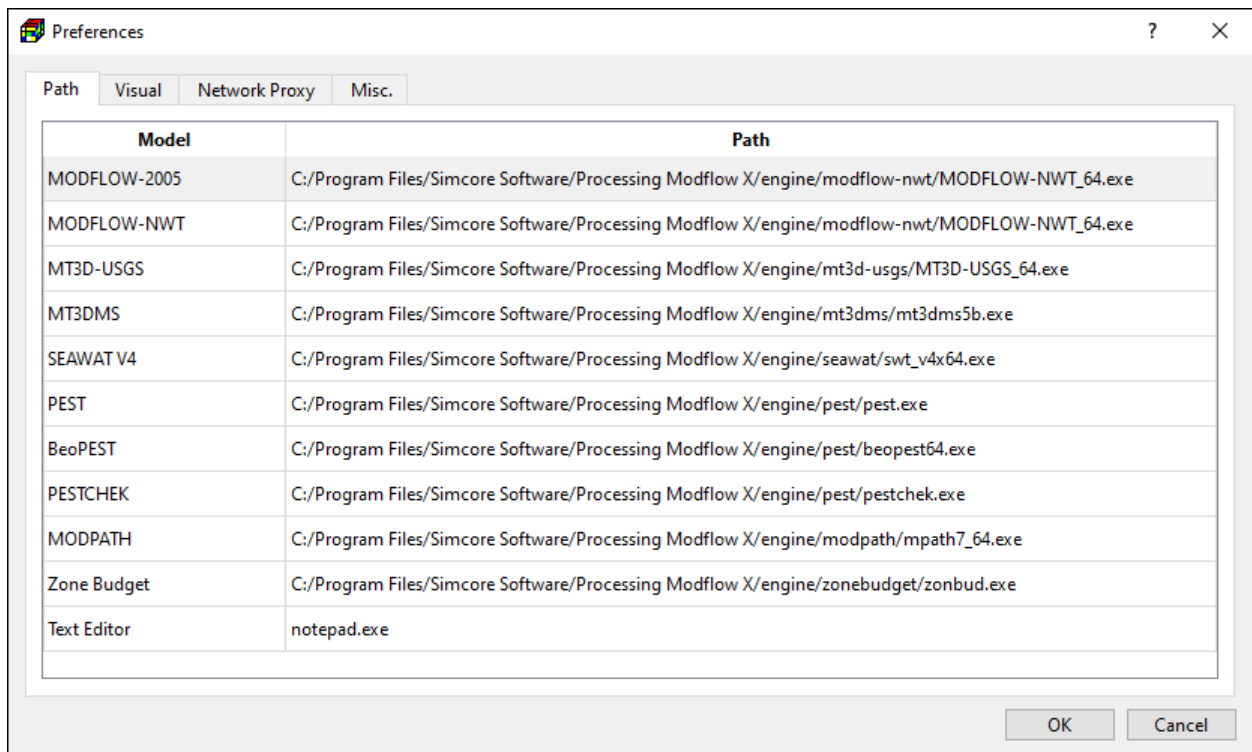 Preferences ?
Path Visual Network Proxy Misc.
Model Path
MODFLOW-2005 C:/Program Files/Simcore Software/Processing Modflow X/engine/modflow-nwt/MODFLOW-NWT_64.exe
MODFLOW-NWT C:/Program Files/Simcore Software/Processing Modflow X/engine/modflow-nwt/MODFLOW-NWT_64.exe
MT3D-USGS C:/Program Files/Simcore Software/Processing Modflow X/engine/mt3d-usgs/MT3D-USGS_64.exe
MT3DMS C:/Program Files/Simcore Software/Processing Modflow X/engine/mt3dms/mt3dms5b.exe
SEAWAT V4 C:/Program Files/Simcore Software/Processing Modflow X/engine/seawat/swt_v4x64.exe
PEST C:/Program Files/Simcore Software/Processing Modflow X/engine/pest/pest.exe
BeoPEST C:/Program Files/Simcore Software/Processing Modflow X/engine/pest/beopest64.exe
PESTCHEK C:/Program Files/Simcore Software/Processing Modflow X/engine/pest/pestchek.exe
MODPATH C:/Program Files/Simcore Software/Processing Modflow X/engine/modpath/mpath7_64.exe
Zone Budget C:/Program Files/Simcore Software/Processing Modflow X/engine/zonebudget/zonbud.exe
Text Editor notepad.exe
OK Cancel